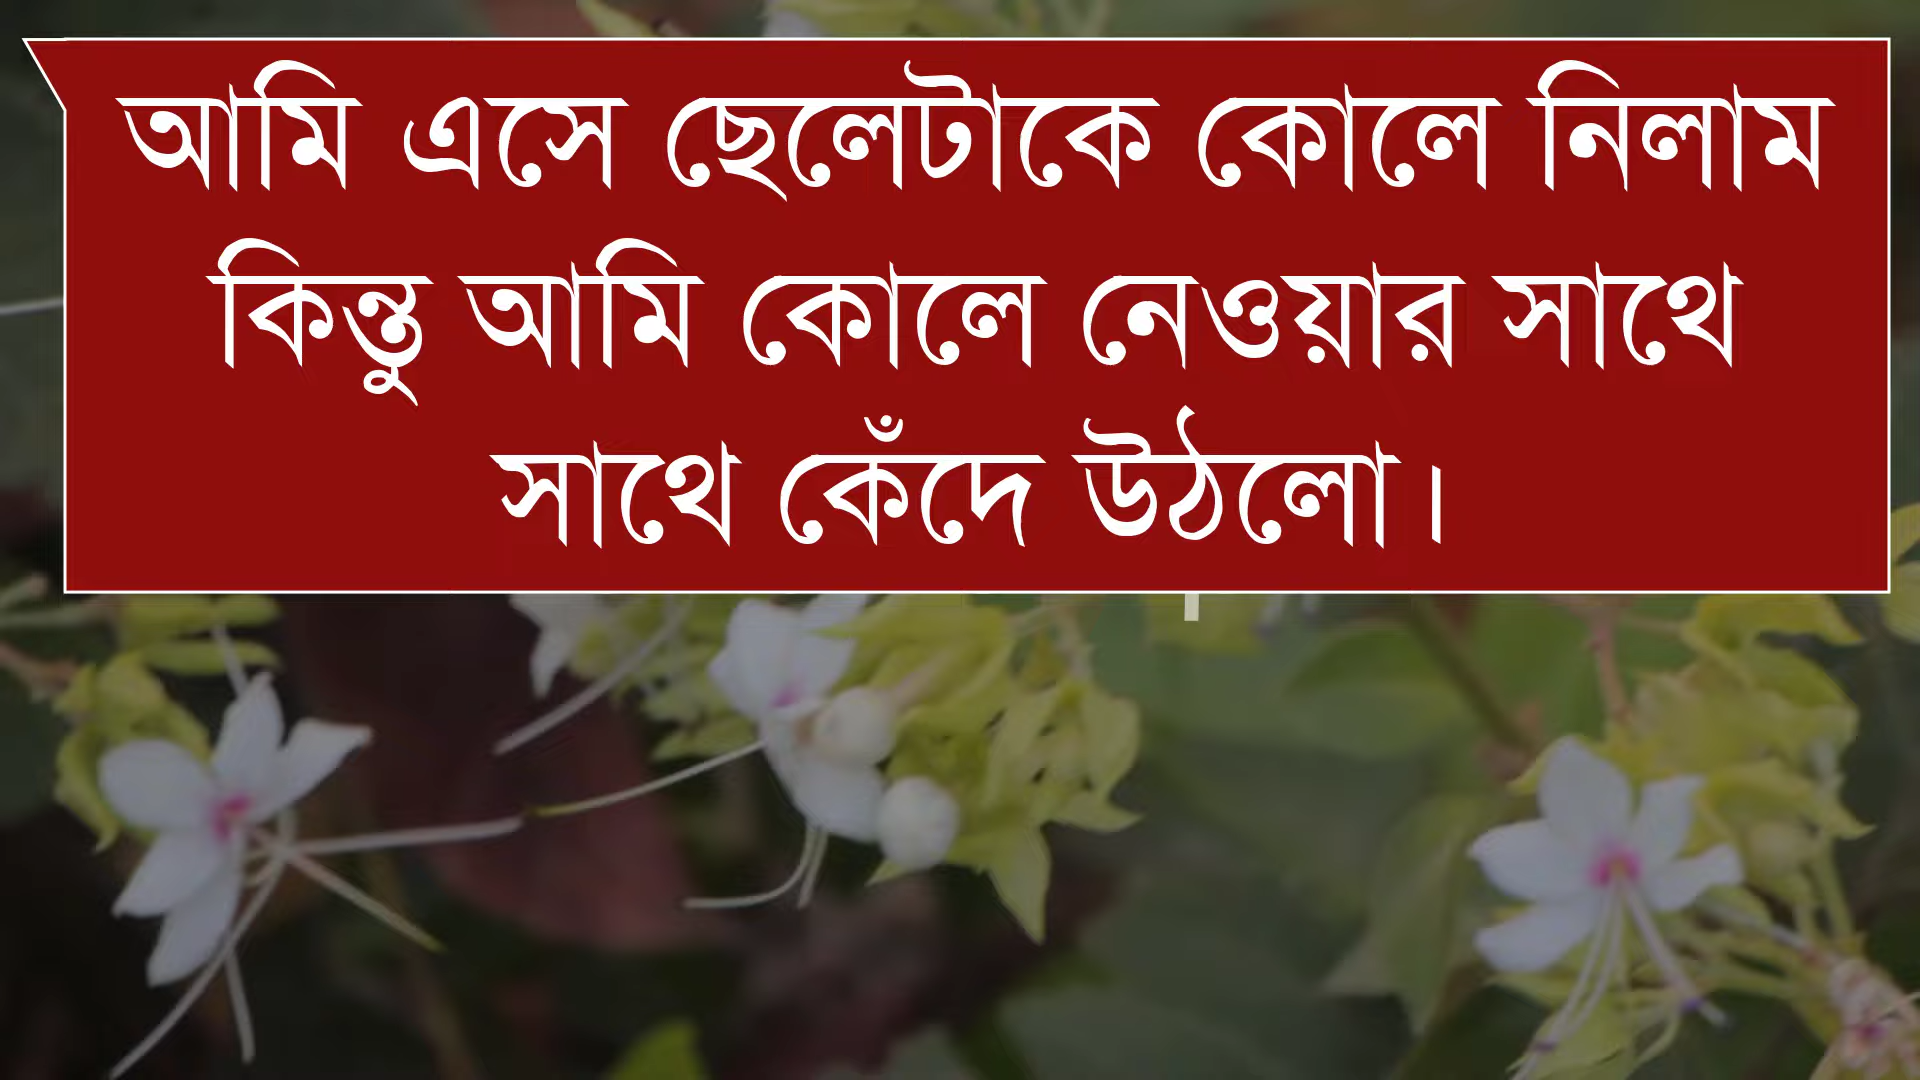 আমি এসে ছেলেটাকে কোলে নিলাম
কিন্তু আমি কোলে নেওয়ার সাথে
সাথে কেঁদে উঠলো।